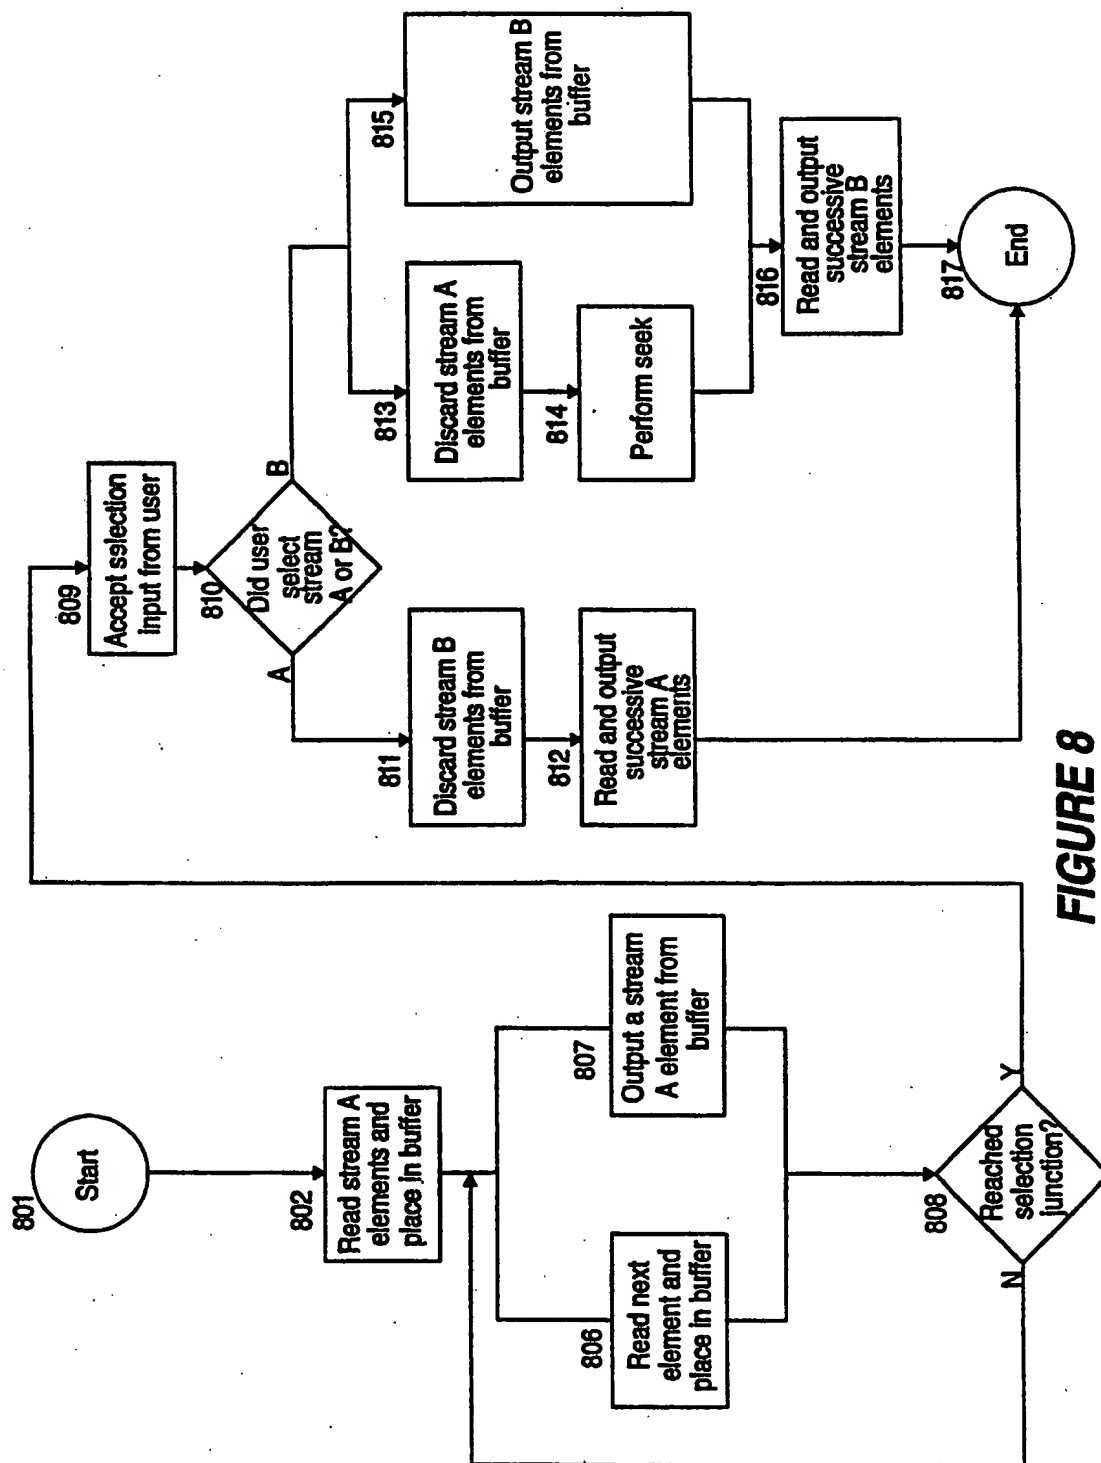 801
Start
802
Read stream A
elements and
place in buffer
806
Read next
element and
place in buffer
807
Output a stream
A element from
buffer
808
Reached
selection
junction?
N
Y
809
Accept selection
input from user
810
Did user
select
stream
A or B?
A
B
811
Discard stream B
elements from
buffer
812
Read and output
successive
stream A
elements
813
Discard stream A
elements from
buffer
814
Perform seek
815
Output stream B
elements from
buffer
816
Read and output
successive
stream B
elements
817
End
FIGURE 8